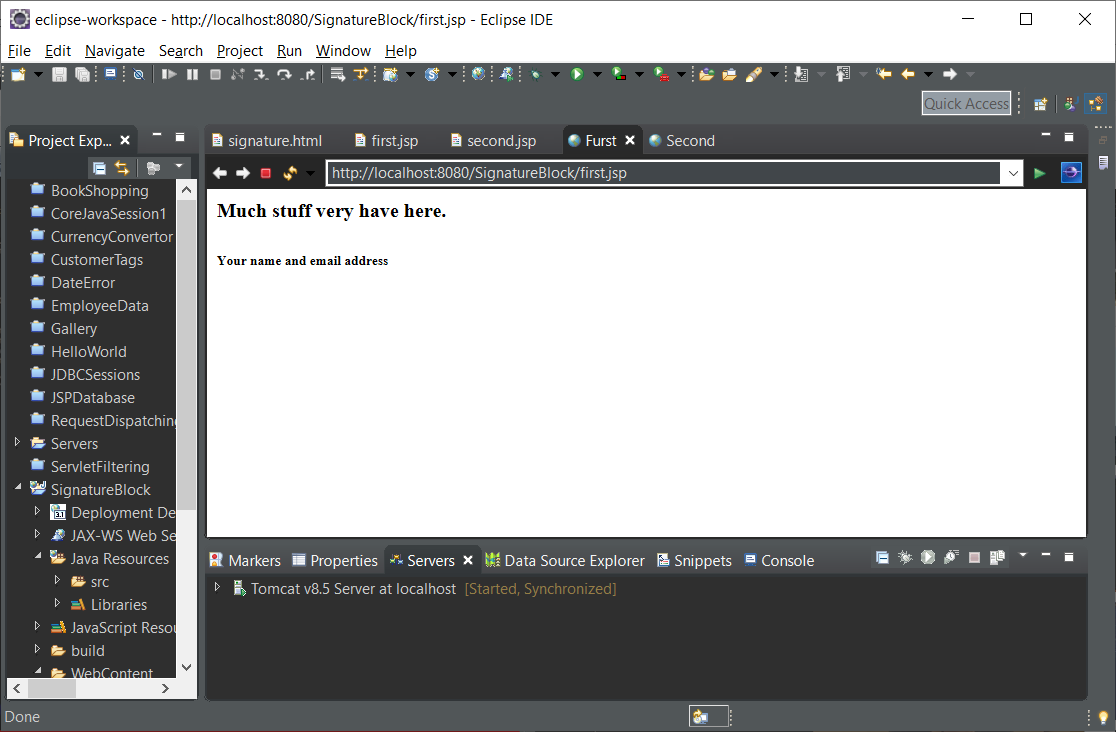 eclipse-workspace - http://localhost:8080/SignatureBlock/first.jsp - Eclipse IDE
File Edit Navigate Search Project Run Window Help
Quick Access
Project Exp...
signature.html first.jsp second.jsp Furst Second
http://localhost:8080/SignatureBlock/first.jsp
BookShopping
CoreJavaSession1
CurrencyConvertor
CustomerTags
DateError
EmployeeData
Gallery
HelloWorld
JDBCSessions
JSPDatabase
RequestDispatching
Servers
ServletFiltering
SignatureBlock
3.1 Deployment De
JAX-WS Web Se
Java Resources
src
Libraries
JavaScript Resou
build
WebContent
Much stuff very have here.
Your name and email address
Markers Properties Servers Data Source Explorer Snippets Console
Tomcat v8.5 Server at localhost [Started, Synchronized]
Done